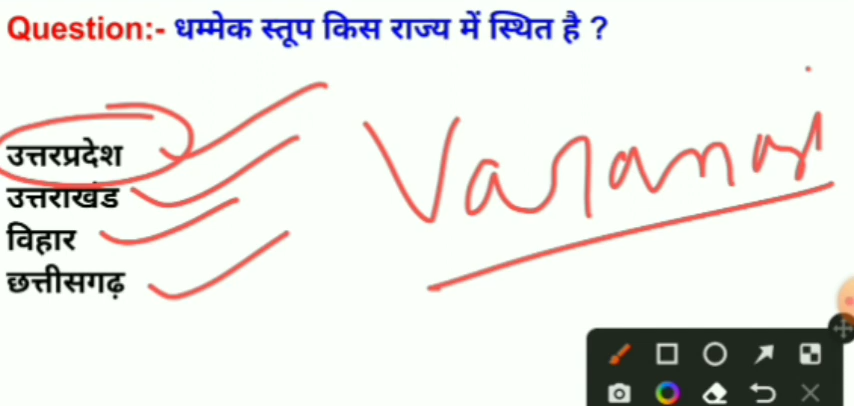 Question:- धम्मेक स्तूप किस राज्य में स्थित है ?
उत्तरप्रदेश
उत्तराखंड
विहार
छत्तीसगढ़
Varanasi